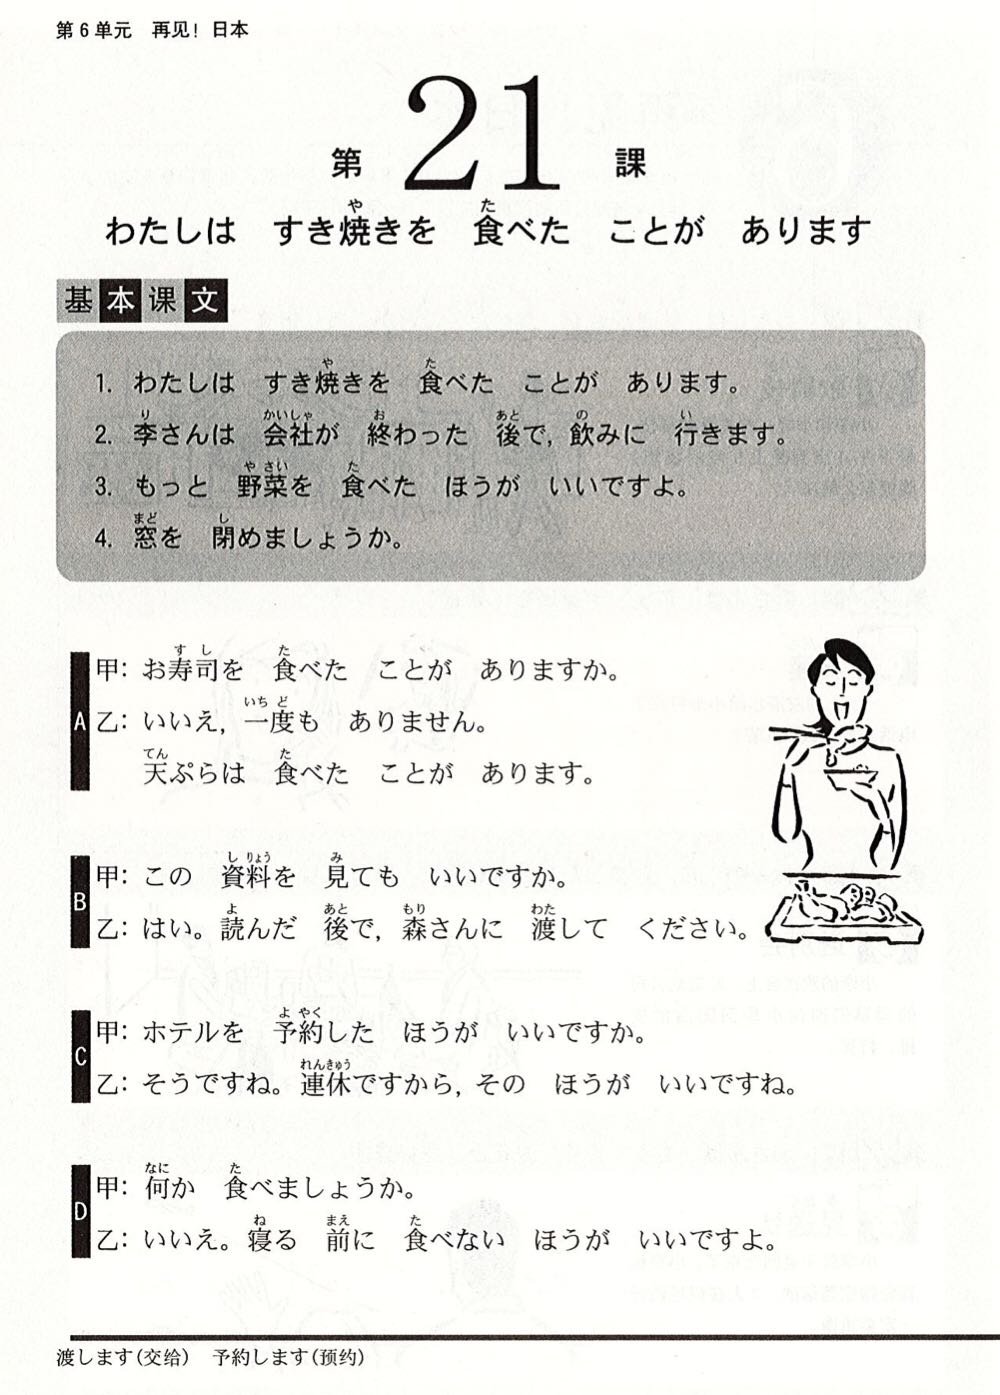 第6单元　再见！日本
第21課
わたしは　すき焼きを　食べた　ことが　あります
基本课文
1. わたしは　すき焼きを　食べた　ことが　あります。
2. 李さんは　会社が　終わった　後で, 飲みに　行きます。
3. もっと　野菜を　食べた　ほうが　いいですよ。
4. 窓を　閉めましょうか。
A
甲: お寿司を　食べた　ことが　ありますか。
乙: いいえ, 一度も　ありません。
天ぷらは　食べた　ことが　あります。
B
甲: この　資料を　見ても　いいですか。
乙: はい。読んだ　後で, 森さんに　渡して　ください。
C
甲: ホテルを　予約した　ほうが　いいですか。
乙: そうですね。連休ですから, その　ほうが　いいですね。
D
甲: 何か　食べましょうか。
乙: いいえ。寝る　前に　食べない　ほうが　いいですよ。
渡します(交给)　予約します(预约)